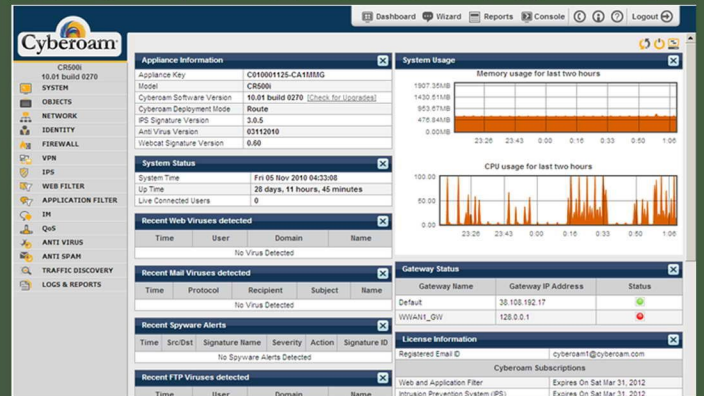 Dashboard Wizard Reports Console Logout
Cyberoam
CR500i
10.01 build 0270
SYSTEM
OBJECTS
NETWORK
IDENTITY
FIREWALL
VPN
IPS
WEB FILTER
APPLICATION FILTER
IM
QoS
ANTI VIRUS
ANTI SPAM
TRAFFIC DISCOVERY
LOGS & REPORTS
Appliance Information
Appliance Key C010001125-CA1MMG
Model CR500i
Cyberoam Software Version 10.01 build 0270 [Check for Upgrades]
Cyberoam Deployment Mode Route
IPS Signature Version 3.0.5
Anti Virus Version 03112010
Webcat Signature Version 0.60
System Status
System Time Fri 05 Nov 2010 04:33:08
Up Time 28 days, 11 hours, 45 minutes
Live Connected Users 0
Recent Web Viruses detected
Time User Domain Name
No Virus Detected
Recent Mail Viruses detected
Time Protocol Recipient Subject Name
No Virus Detected
Recent Spyware Alerts
Time Src/Dst Signature Name Severity Action Signature ID
No Spyware Alerts Detected
Recent FTP Viruses detected
Time User Domain Name
System Usage
Memory usage for last two hours
1907.35MB
1430.51MB
953.67MB
476.84MB
0.00MB
23:26 23:43 0:00 0:16 0:33 0:50 1:06
CPU usage for last two hours
100.00
50.00
0.00
23:26 23:43 0:00 0:16 0:33 0:50 1:06
Gateway Status
Gateway Name Gateway IP Address Status
Default 38.108.192.17
WWAN1_GW 128.0.0.1
License Information
Registered Email ID cyberoam1@cyberoam.com
Cyberoam Subscriptions
Web and Application Filter Expires On Sat Mar 31, 2012
Intrusion Prevention System (IPS) Expires On Sat Mar 31, 2012